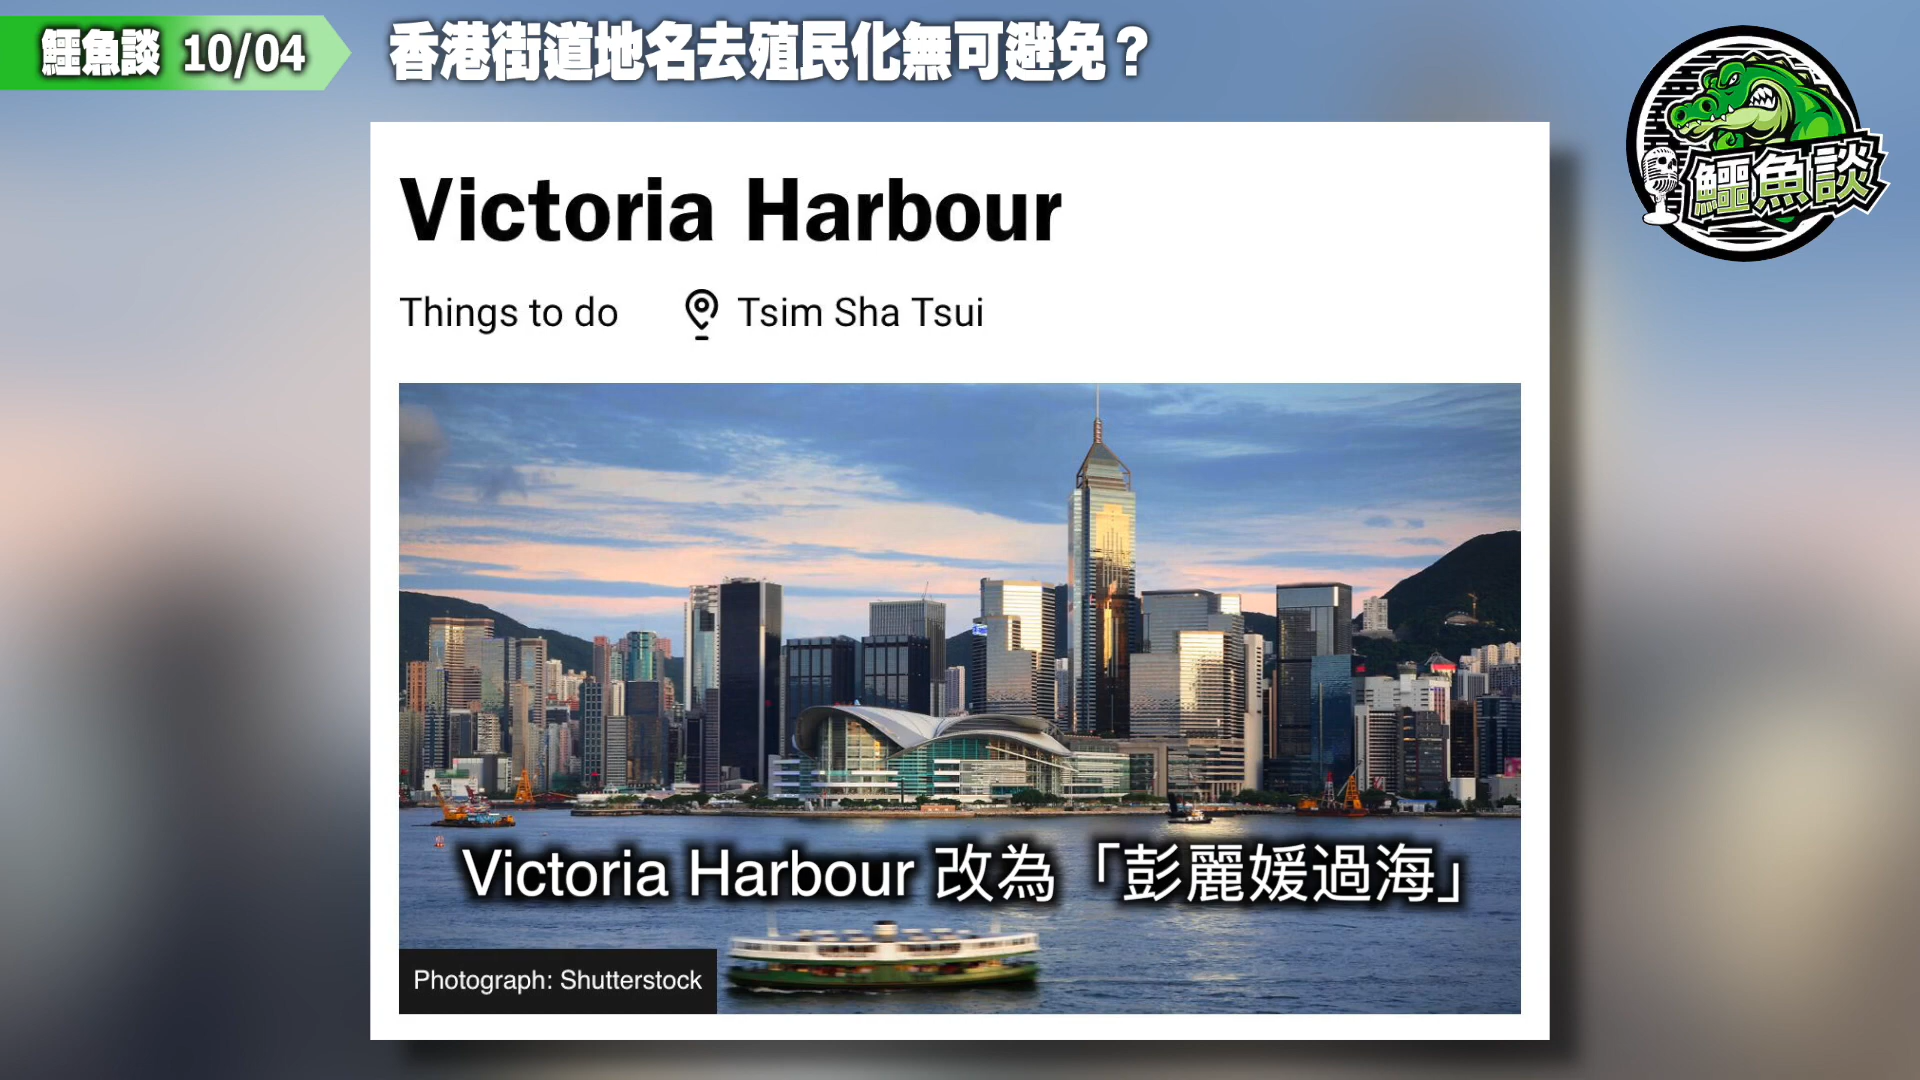 鱷魚談 10/04
香港街道地名去殖民化無可避免？
鱷魚談
Victoria Harbour
Things to do
Tsim Sha Tsui
Victoria Harbour 改為「彭麗媛過海」
Photograph: Shutterstock